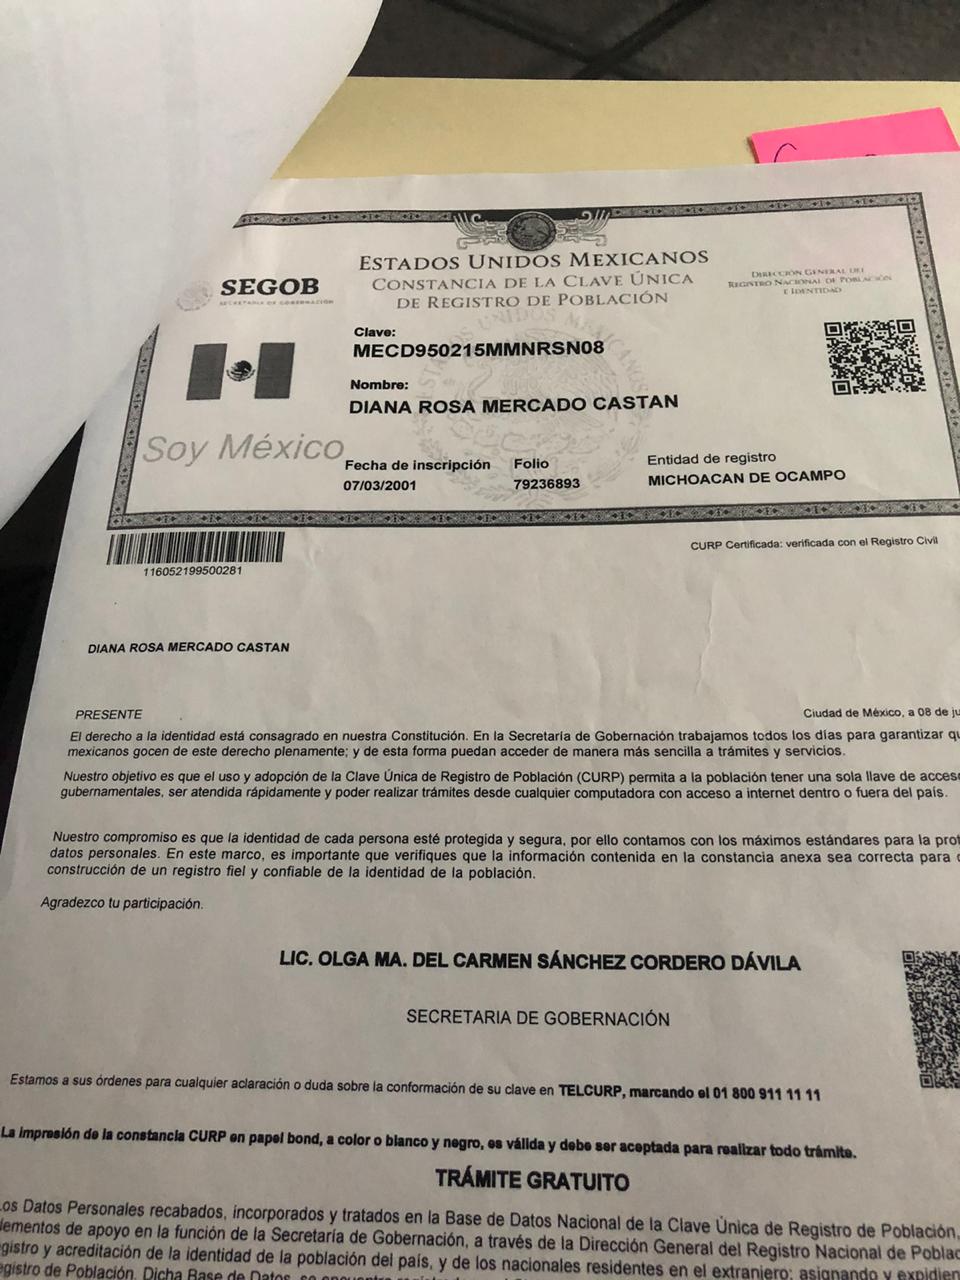 ESTADOS UNIDOS MEXICANOS
CONSTANCIA DE LA CLAVE ÚNICA
DE REGISTRO DE POBLACIÓN
SEGOB
SECRETARÍA DE GOBERNACIÓN
DIRECCIÓN GENERAL DEL
REGISTRO NACIONAL DE POBLACIÓN
E IDENTIDAD
Clave:
MECD950215MMNRSN08
Nombre:
DIANA ROSA MERCADO CASTAN
Soy México
Fecha de inscripción
07/03/2001
Folio
79236893
Entidad de registro
MICHOACAN DE OCAMPO
CURP Certificada: verificada con el Registro Civil
116052199500281
DIANA ROSA MERCADO CASTAN
PRESENTE
Ciudad de México, a 08 de ju
El derecho a la identidad está consagrado en nuestra Constitución. En la Secretaría de Gobernación trabajamos todos los días para garantizar qu
mexicanos gocen de este derecho plenamente; y de esta forma puedan acceder de manera más sencilla a trámites y servicios.
Nuestro objetivo es que el uso y adopción de la Clave Única de Registro de Población (CURP) permita a la población tener una sola llave de acces
gubernamentales, ser atendida rápidamente y poder realizar trámites desde cualquier computadora con acceso a internet dentro o fuera del país.
Nuestro compromiso es que la identidad de cada persona esté protegida y segura, por ello contamos con los máximos estándares para la prot
datos personales. En este marco, es importante que verifiques que la información contenida en la constancia anexa sea correcta para c
construcción de un registro fiel y confiable de la identidad de la población.
Agradezco tu participación.
LIC. OLGA MA. DEL CARMEN SÁNCHEZ CORDERO DÁVILA
SECRETARIA DE GOBERNACIÓN
Estamos a sus órdenes para cualquier aclaración o duda sobre la conformación de su clave en TELCURP, marcando el 01 800 911 11 11
La impresión de la constancia CURP en papel bond, a color o blanco y negro, es válida y debe ser aceptada para realizar todo trámite.
TRÁMITE GRATUITO
Los Datos Personales recabados, incorporados y tratados en la Base de Datos Nacional de la Clave Única de Registro de Población,
lementos de apoyo en la función de la Secretaría de Gobernación, a través de la Dirección General del Registro Nacional de Poblac
gistro y acreditación de la identidad de la población del país, y de los nacionales residentes en el extranjero; asignando y expidien
egistro de Población. Dicha Base de Datos,